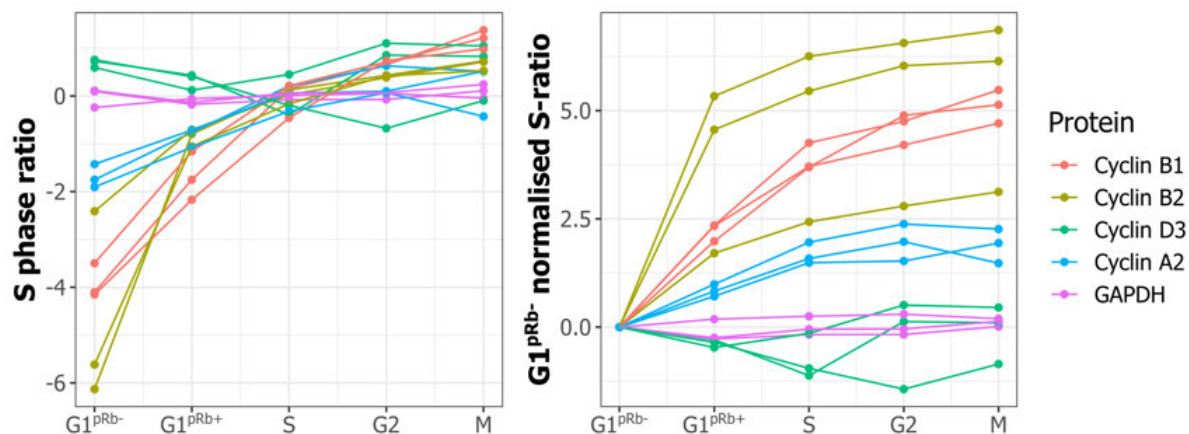 S phase ratio
0
-2
-4
-6
G1pRb- G1pRb+ S G2 M
G1pRb- normalised S-ratio
5.0
2.5
0.0
G1pRb- G1pRb+ S G2 M
Protein
Cyclin B1
Cyclin B2
Cyclin D3
Cyclin A2
GAPDH